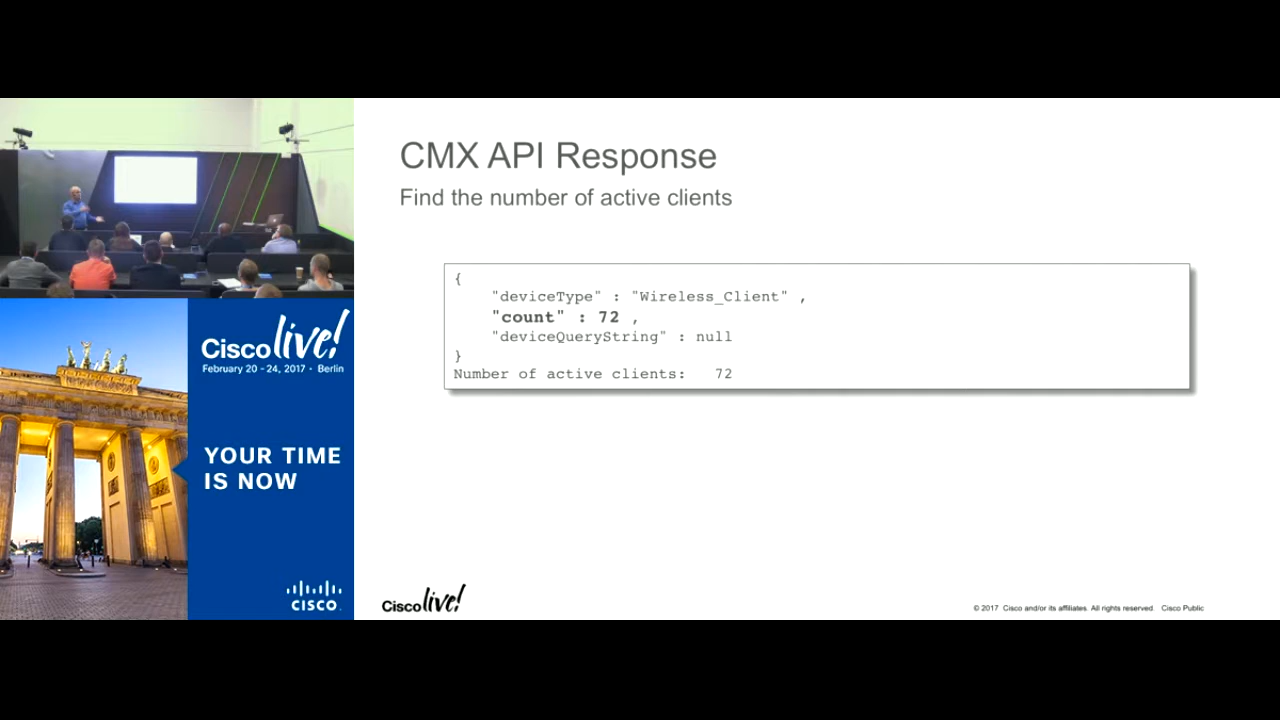 CMX API Response
Find the number of active clients
{
"deviceType" : "Wireless_Client" ,
"count" : 72 ,
"deviceQueryString" : null
}
Number of active clients: 72
Cisco live!
February 20 - 24, 2017 • Berlin
YOUR TIME
IS NOW
CISCO.
Cisco live!
© 2017 Cisco and/or its affiliates. All rights reserved. Cisco Public